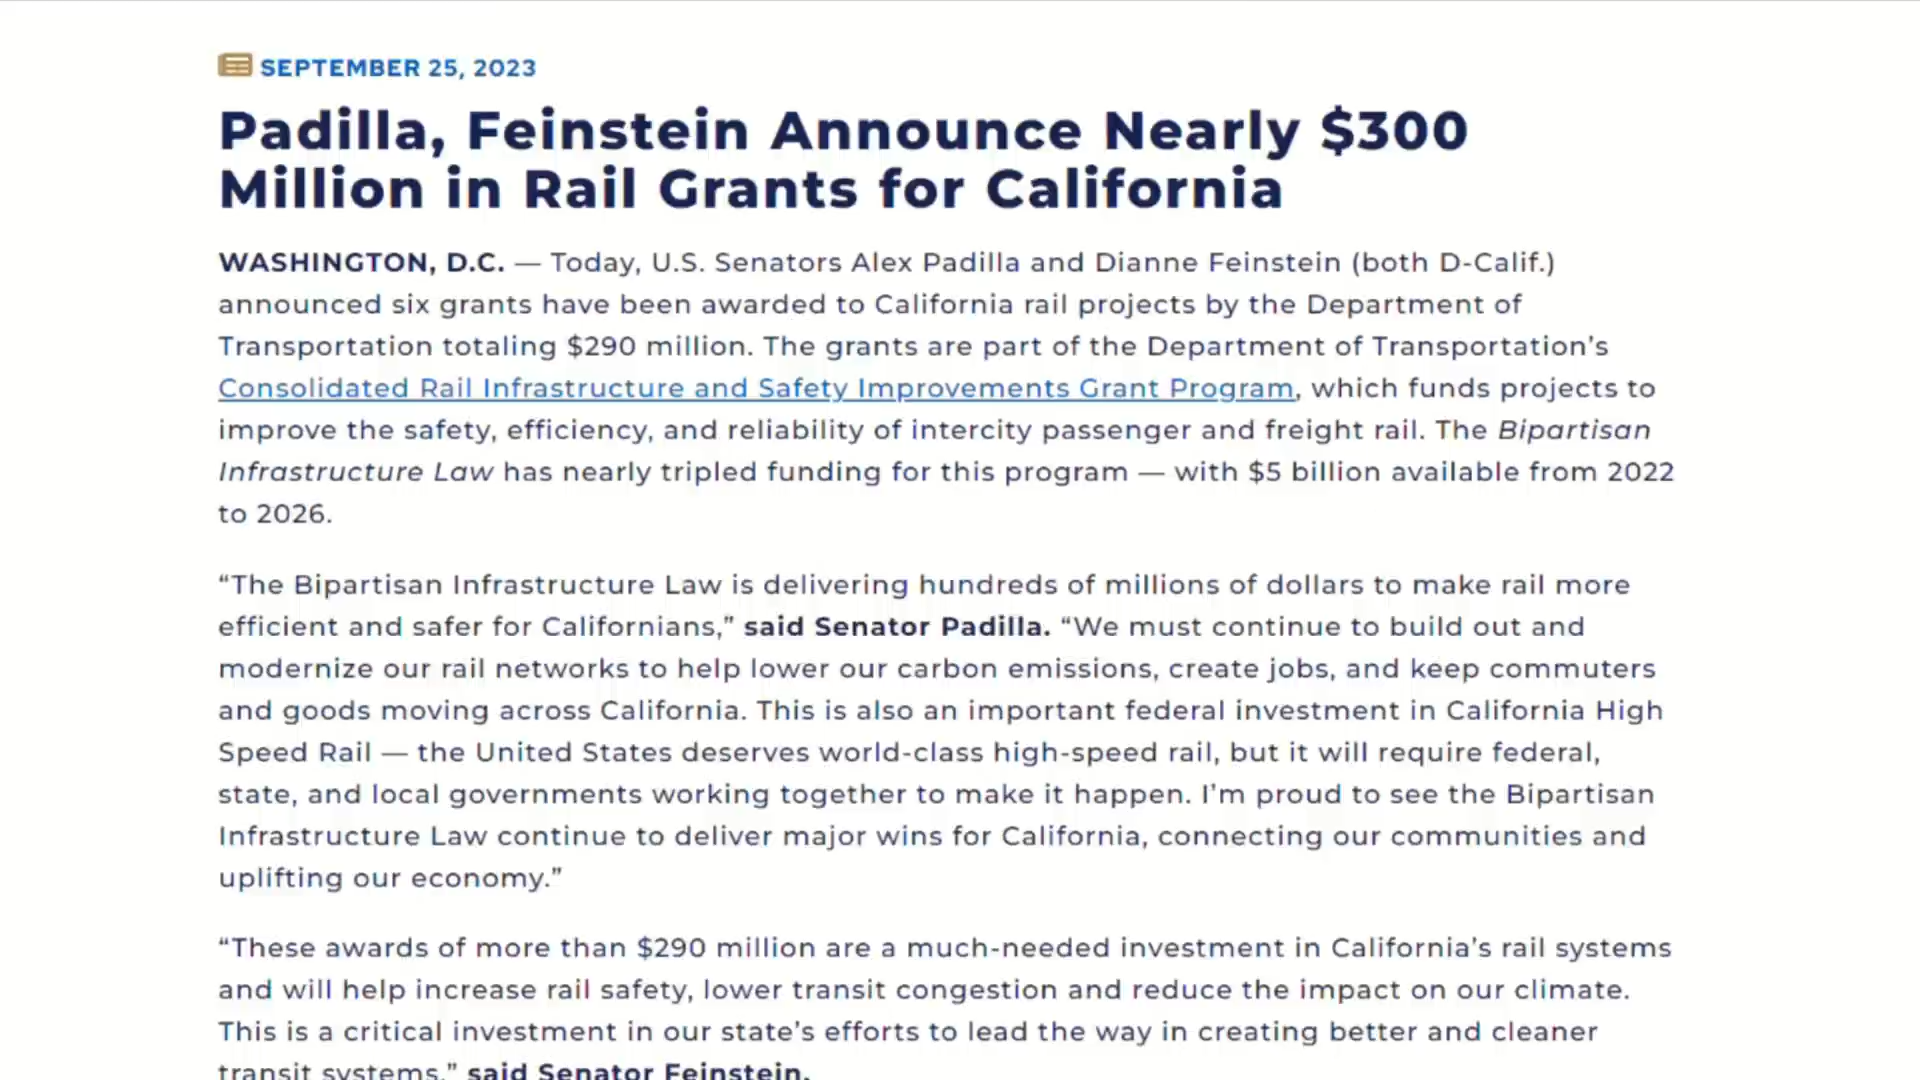 SEPTEMBER 25, 2023
Padilla, Feinstein Announce Nearly $300
Million in Rail Grants for California
WASHINGTON, D.C. — Today, U.S. Senators Alex Padilla and Dianne Feinstein (both D-Calif.)
announced six grants have been awarded to California rail projects by the Department of
Transportation totaling $290 million. The grants are part of the Department of Transportation’s
Consolidated Rail Infrastructure and Safety Improvements Grant Program, which funds projects to
improve the safety, efficiency, and reliability of intercity passenger and freight rail. The Bipartisan
Infrastructure Law has nearly tripled funding for this program — with $5 billion available from 2022
to 2026.
“The Bipartisan Infrastructure Law is delivering hundreds of millions of dollars to make rail more
efficient and safer for Californians,” said Senator Padilla. “We must continue to build out and
modernize our rail networks to help lower our carbon emissions, create jobs, and keep commuters
and goods moving across California. This is also an important federal investment in California High
Speed Rail — the United States deserves world-class high-speed rail, but it will require federal,
state, and local governments working together to make it happen. I’m proud to see the Bipartisan
Infrastructure Law continue to deliver major wins for California, connecting our communities and
uplifting our economy.”
“These awards of more than $290 million are a much-needed investment in California’s rail systems
and will help increase rail safety, lower transit congestion and reduce the impact on our climate.
This is a critical investment in our state’s efforts to lead the way in creating better and cleaner
transit systems,” said Senator Feinstein.